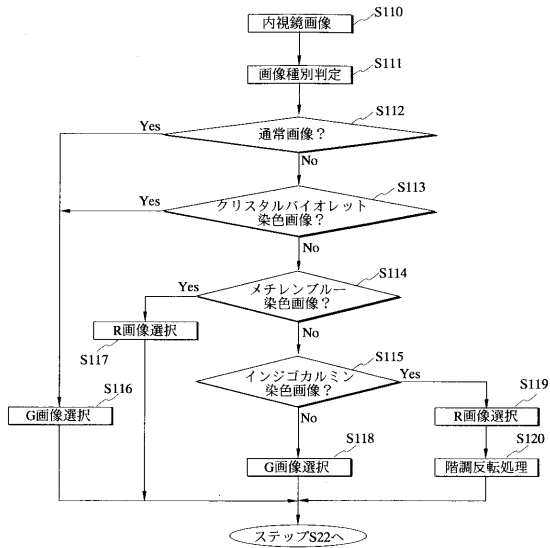 S110
内視鏡画像
S111
画像種別判定
S112
Yes
通常画像?
No
S113
Yes
クリスタルバイオレット
染色画像?
No
S114
Yes
メチレンブルー
染色画像?
R画像選択
No
S117
S115
インジゴカルミン
染色画像?
Yes
S116
S119
G画像選択
No
R画像選択
S118
S120
G画像選択
階調反転処理
ステップS22へ